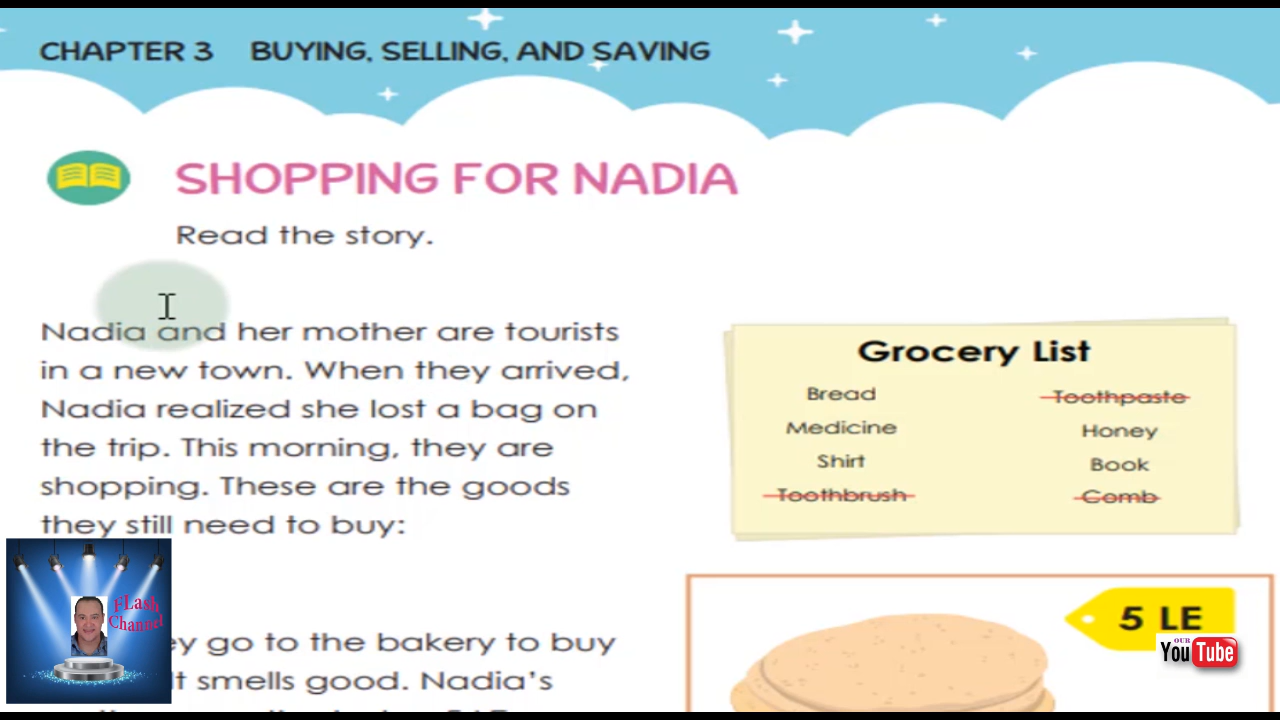 CHAPTER 3 BUYING, SELLING, AND SAVING
SHOPPING FOR NADIA
Read the story.
Nadia and her mother are tourists
in a new town. When they arrived,
Nadia realized she lost a bag on
the trip. This morning, they are
shopping. These are the goods
they still need to buy:
Grocery List
Bread
Medicine
Shirt
Toothbrush
Toothpaste
Honey
Book
Comb
go to the bakery to buy
smells good. Nadia's
5 LE
FLash
Channel
OUR
YouTube